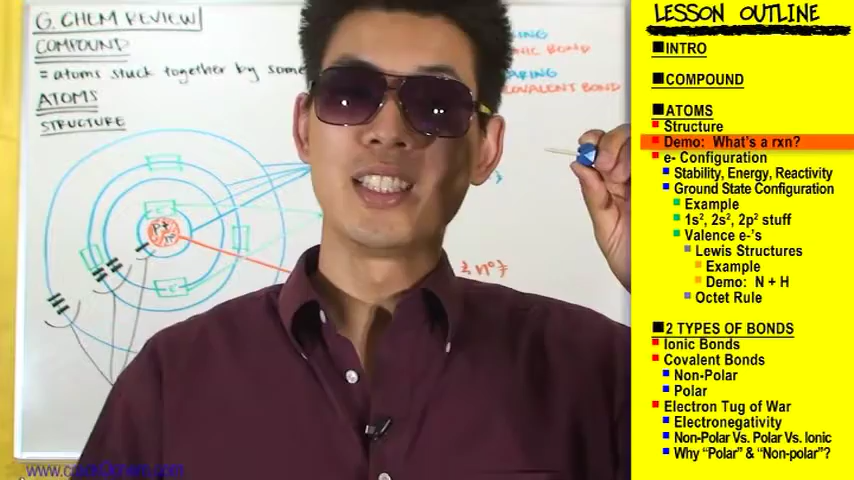 G. CHEM REVIEW
COMPOUND
= atoms stuck together by some
ATOMS
STRUCTURE
P+
n°
e-
e-
BOND
COVALENT BOND
LESSON OUTLINE
INTRO
COMPOUND
ATOMS
Structure
Demo: What's a rxn?
e- Configuration
Stability, Energy, Reactivity
Ground State Configuration
Example
1s², 2s², 2p² stuff
Valence e-'s
Lewis Structures
Example
Demo: N + H
Octet Rule
2 TYPES OF BONDS
Ionic Bonds
Covalent Bonds
Non-Polar
Polar
Electron Tug of War
Electronegativity
Non-Polar Vs. Polar Vs. Ionic
Why "Polar" & "Non-polar"?